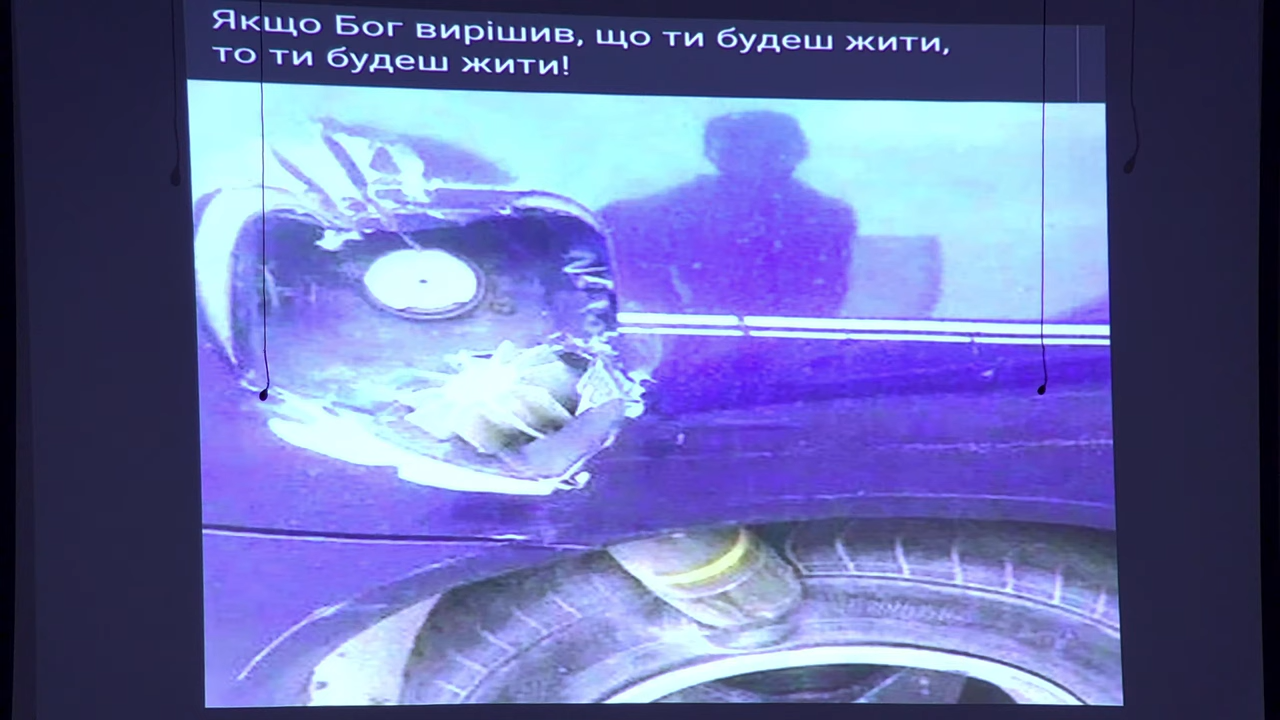 Якщо Бог вирішив, що ти будеш жити,
то ти будеш жити!